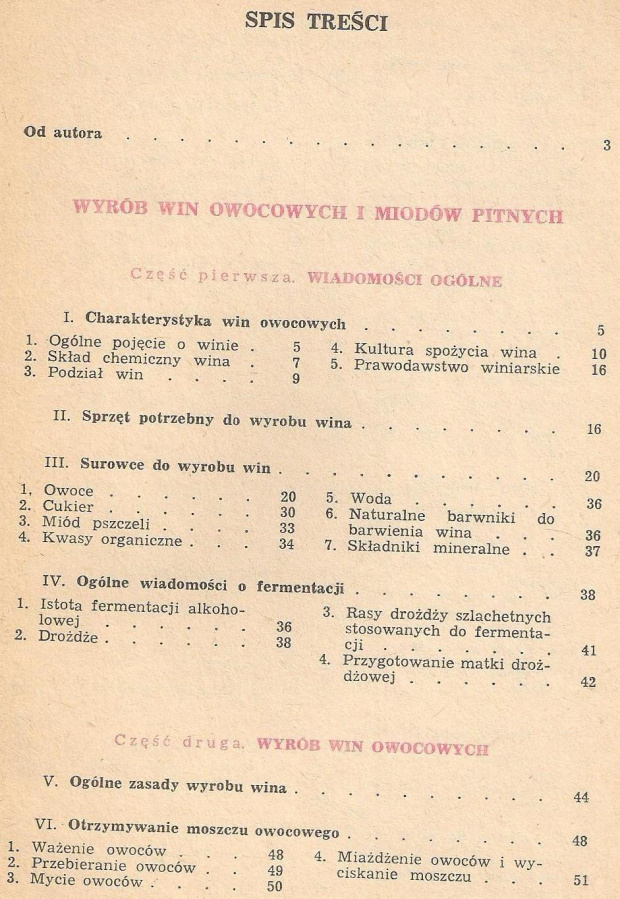 SPIS TREŚCI
Od autora . . . . . . . . . . . . . . . . . 3
WYRÓB WIN OWOCOWYCH I MIODÓW PITNYCH
Część pierwsza. WIADOMOŚCI OGÓLNE
I. Charakterystyka win owocowych . . . . . . . . 5
1. Ogólne pojęcie o winie . 5
2. Skład chemiczny wina . 7
3. Podział win . . . . 9
4. Kultura spożycia wina . 10
5. Prawodawstwo winiarskie 16
II. Sprzęt potrzebny do wyrobu wina . . . . . . . . 16
III. Surowce do wyrobu win . . . . . . . . . . . 20
1, Owoce . . . . . . 20
2. Cukier . . . . . . 30
3. Miód pszczeli . . . . 33
4. Kwasy organiczne . . . 34
5. Woda . . . . . . 36
6. Naturalne barwniki do
barwienia wina . . . 36
7. Składniki mineralne . . 37
IV. Ogólne wiadomości o fermentacji . . . . . . . . 38
1. Istota fermentacji alkoho-
lowej . . . . . . 36
2. Drożdże . . . . . . 38
3. Rasy drożdży szlachetnych
stosowanych do fermenta-
cji . . . . . . . 41
4. Przygotowanie matki droż-
dżowej . . . . . . 42
Część druga. WYRÓB WIN OWOCOWYCH
V. Ogólne zasady wyrobu wina . . . . . . . . . . 44
VI. Otrzymywanie moszczu owocowego . . . . . . . . 48
1. Ważenie owoców . . . 48
2. Przebieranie owoców . . 49
3. Mycie owoców . . . . 50
4. Miażdżenie owoców i wy-
ciskanie moszczu . . . 51